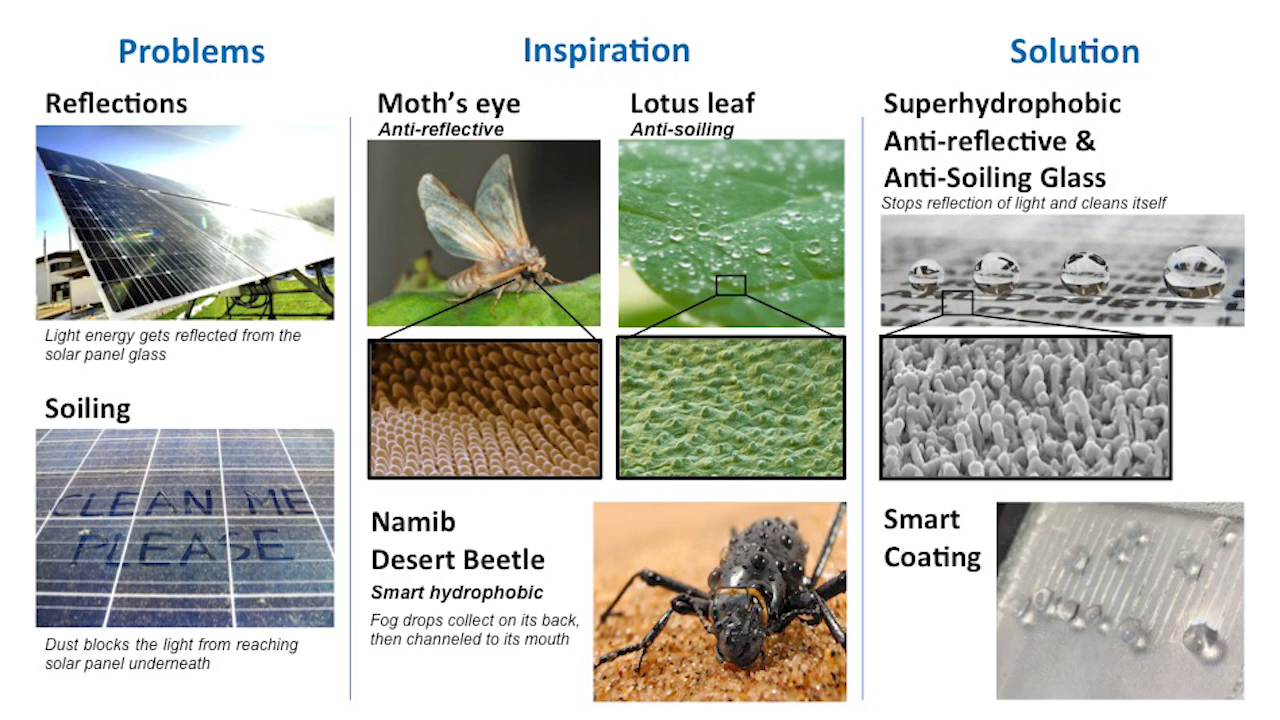 Problems
Reflections
Light energy gets reflected from the
solar panel glass
Soiling
CLEAN ME
PLEASE
Dust blocks the light from reaching
solar panel underneath
Inspiration
Moth's eye
Anti-reflective
Lotus leaf
Anti-soiling
Namib
Desert Beetle
Smart hydrophobic
Fog drops collect on its back,
then channeled to its mouth
Solution
Superhydrophobic
Anti-reflective &
Anti-Soiling Glass
Stops reflection of light and cleans itself
Smart
Coating